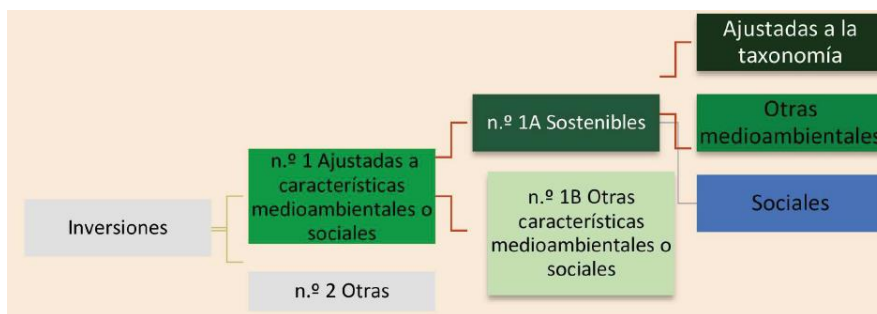 Inversiones
n.º 1 Ajustadas a
características
medioambientales o
sociales
n.º 2 Otras
n.º 1A Sostenibles
n.º 1B Otras
características
medioambientales o
sociales
Ajustadas a la
taxonomía
Otras
medioambientales
Sociales